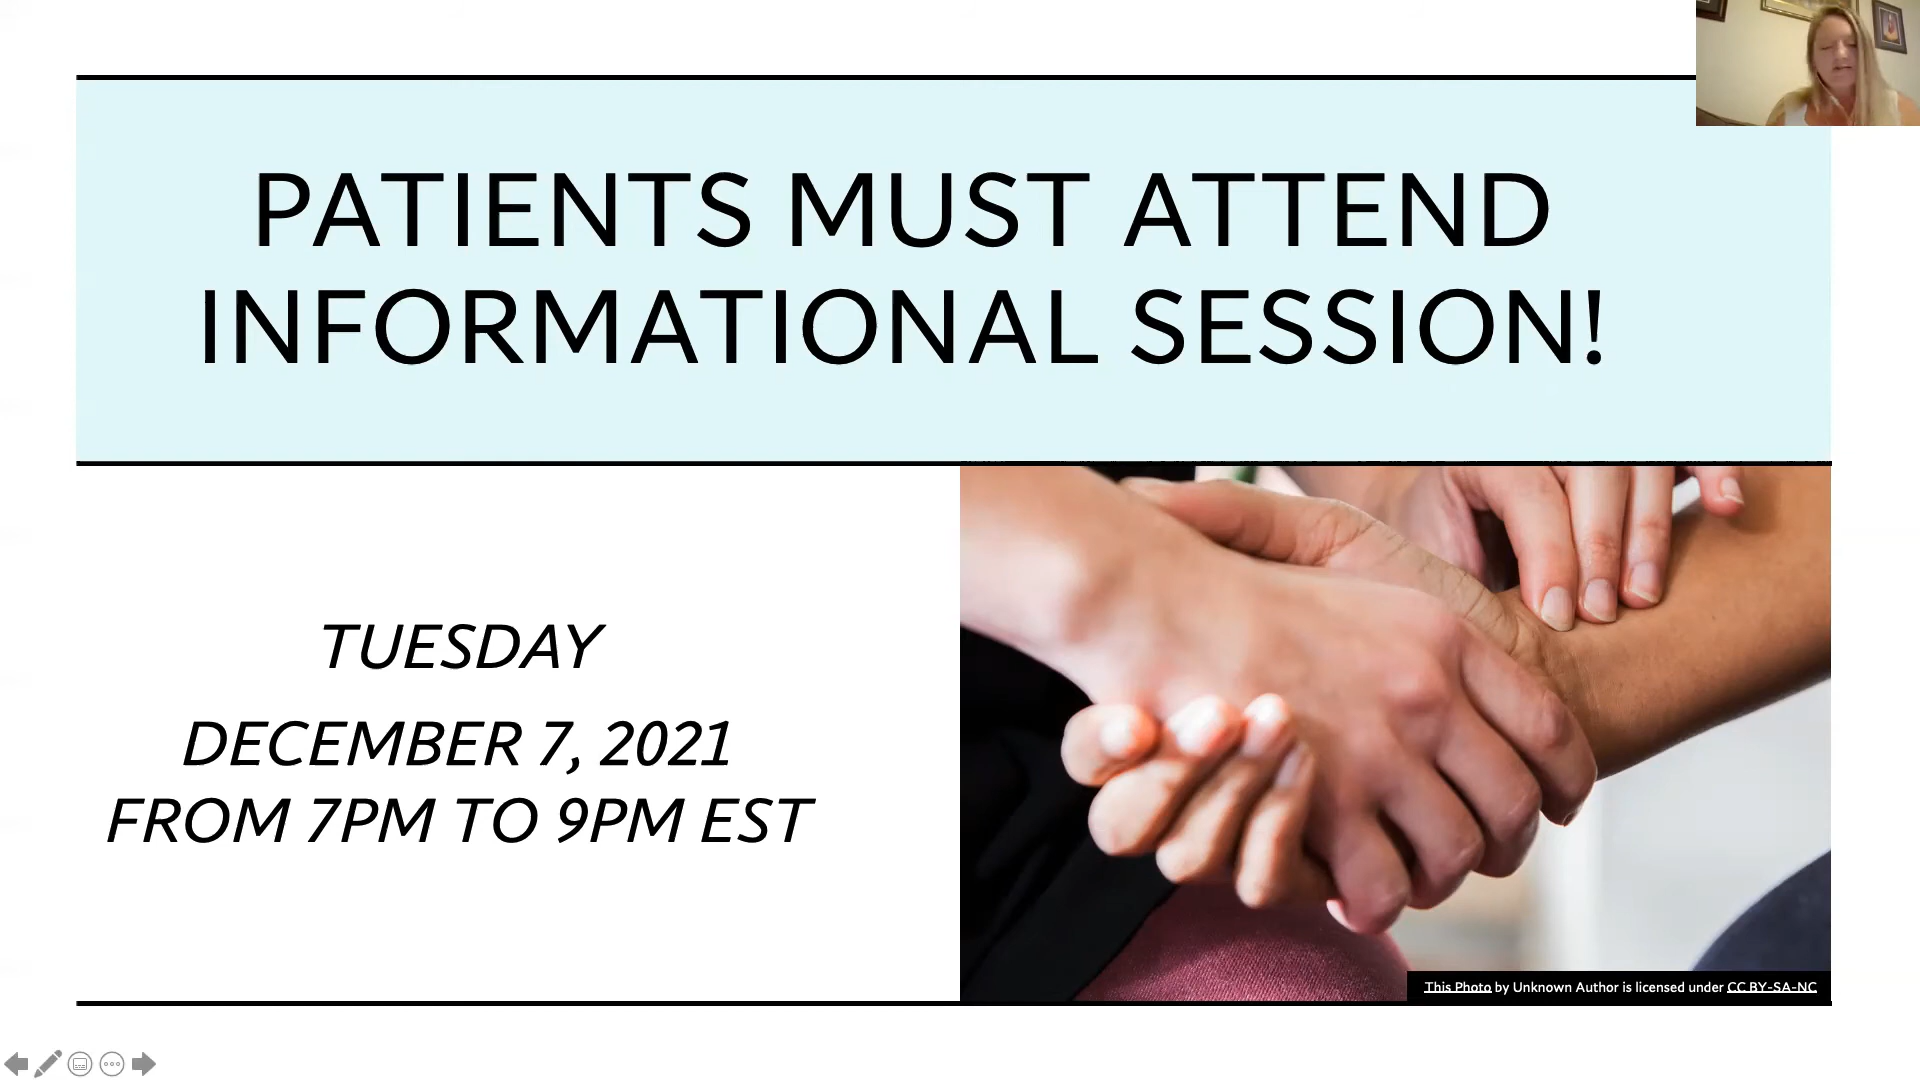 PATIENTS MUST ATTEND
INFORMATIONAL SESSION!
TUESDAY
DECEMBER 7, 2021
FROM 7PM TO 9PM EST
This Photo by Unknown Author is licensed under CC BY-SA-NC